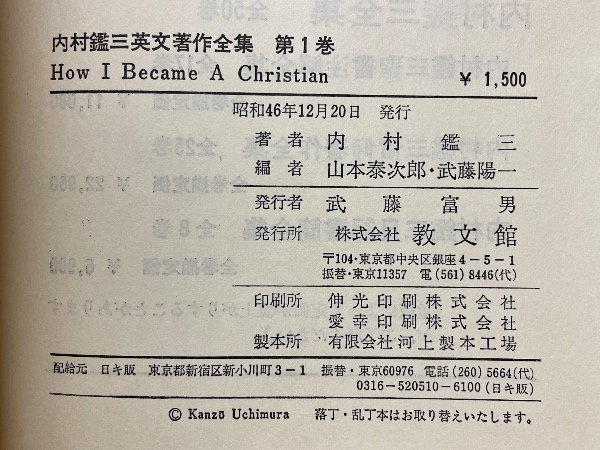 内村鑑三英文著作全集 第1巻
How I Became A Christian ¥ 1,500
昭和46年12月20日 発行
著者 内村鑑三
編者 山本泰次郎・武藤陽一
発行者 武藤富男
発行所 株式会社 教文館
〒104・東京都中央区銀座4-5-1
振替・東京11357 電(561)8446(代)
印刷所 伸光印刷株式会社
愛幸印刷株式会社
製本所 有限会社河上製本工場
配給元 日キ版 東京都新宿区新小川町3-1 振替・東京60976 電話(260)5664(代)
0316-520510-6100(日キ版)
© Kanzō Uchimura 落丁・乱丁本はお取り替えいたします。